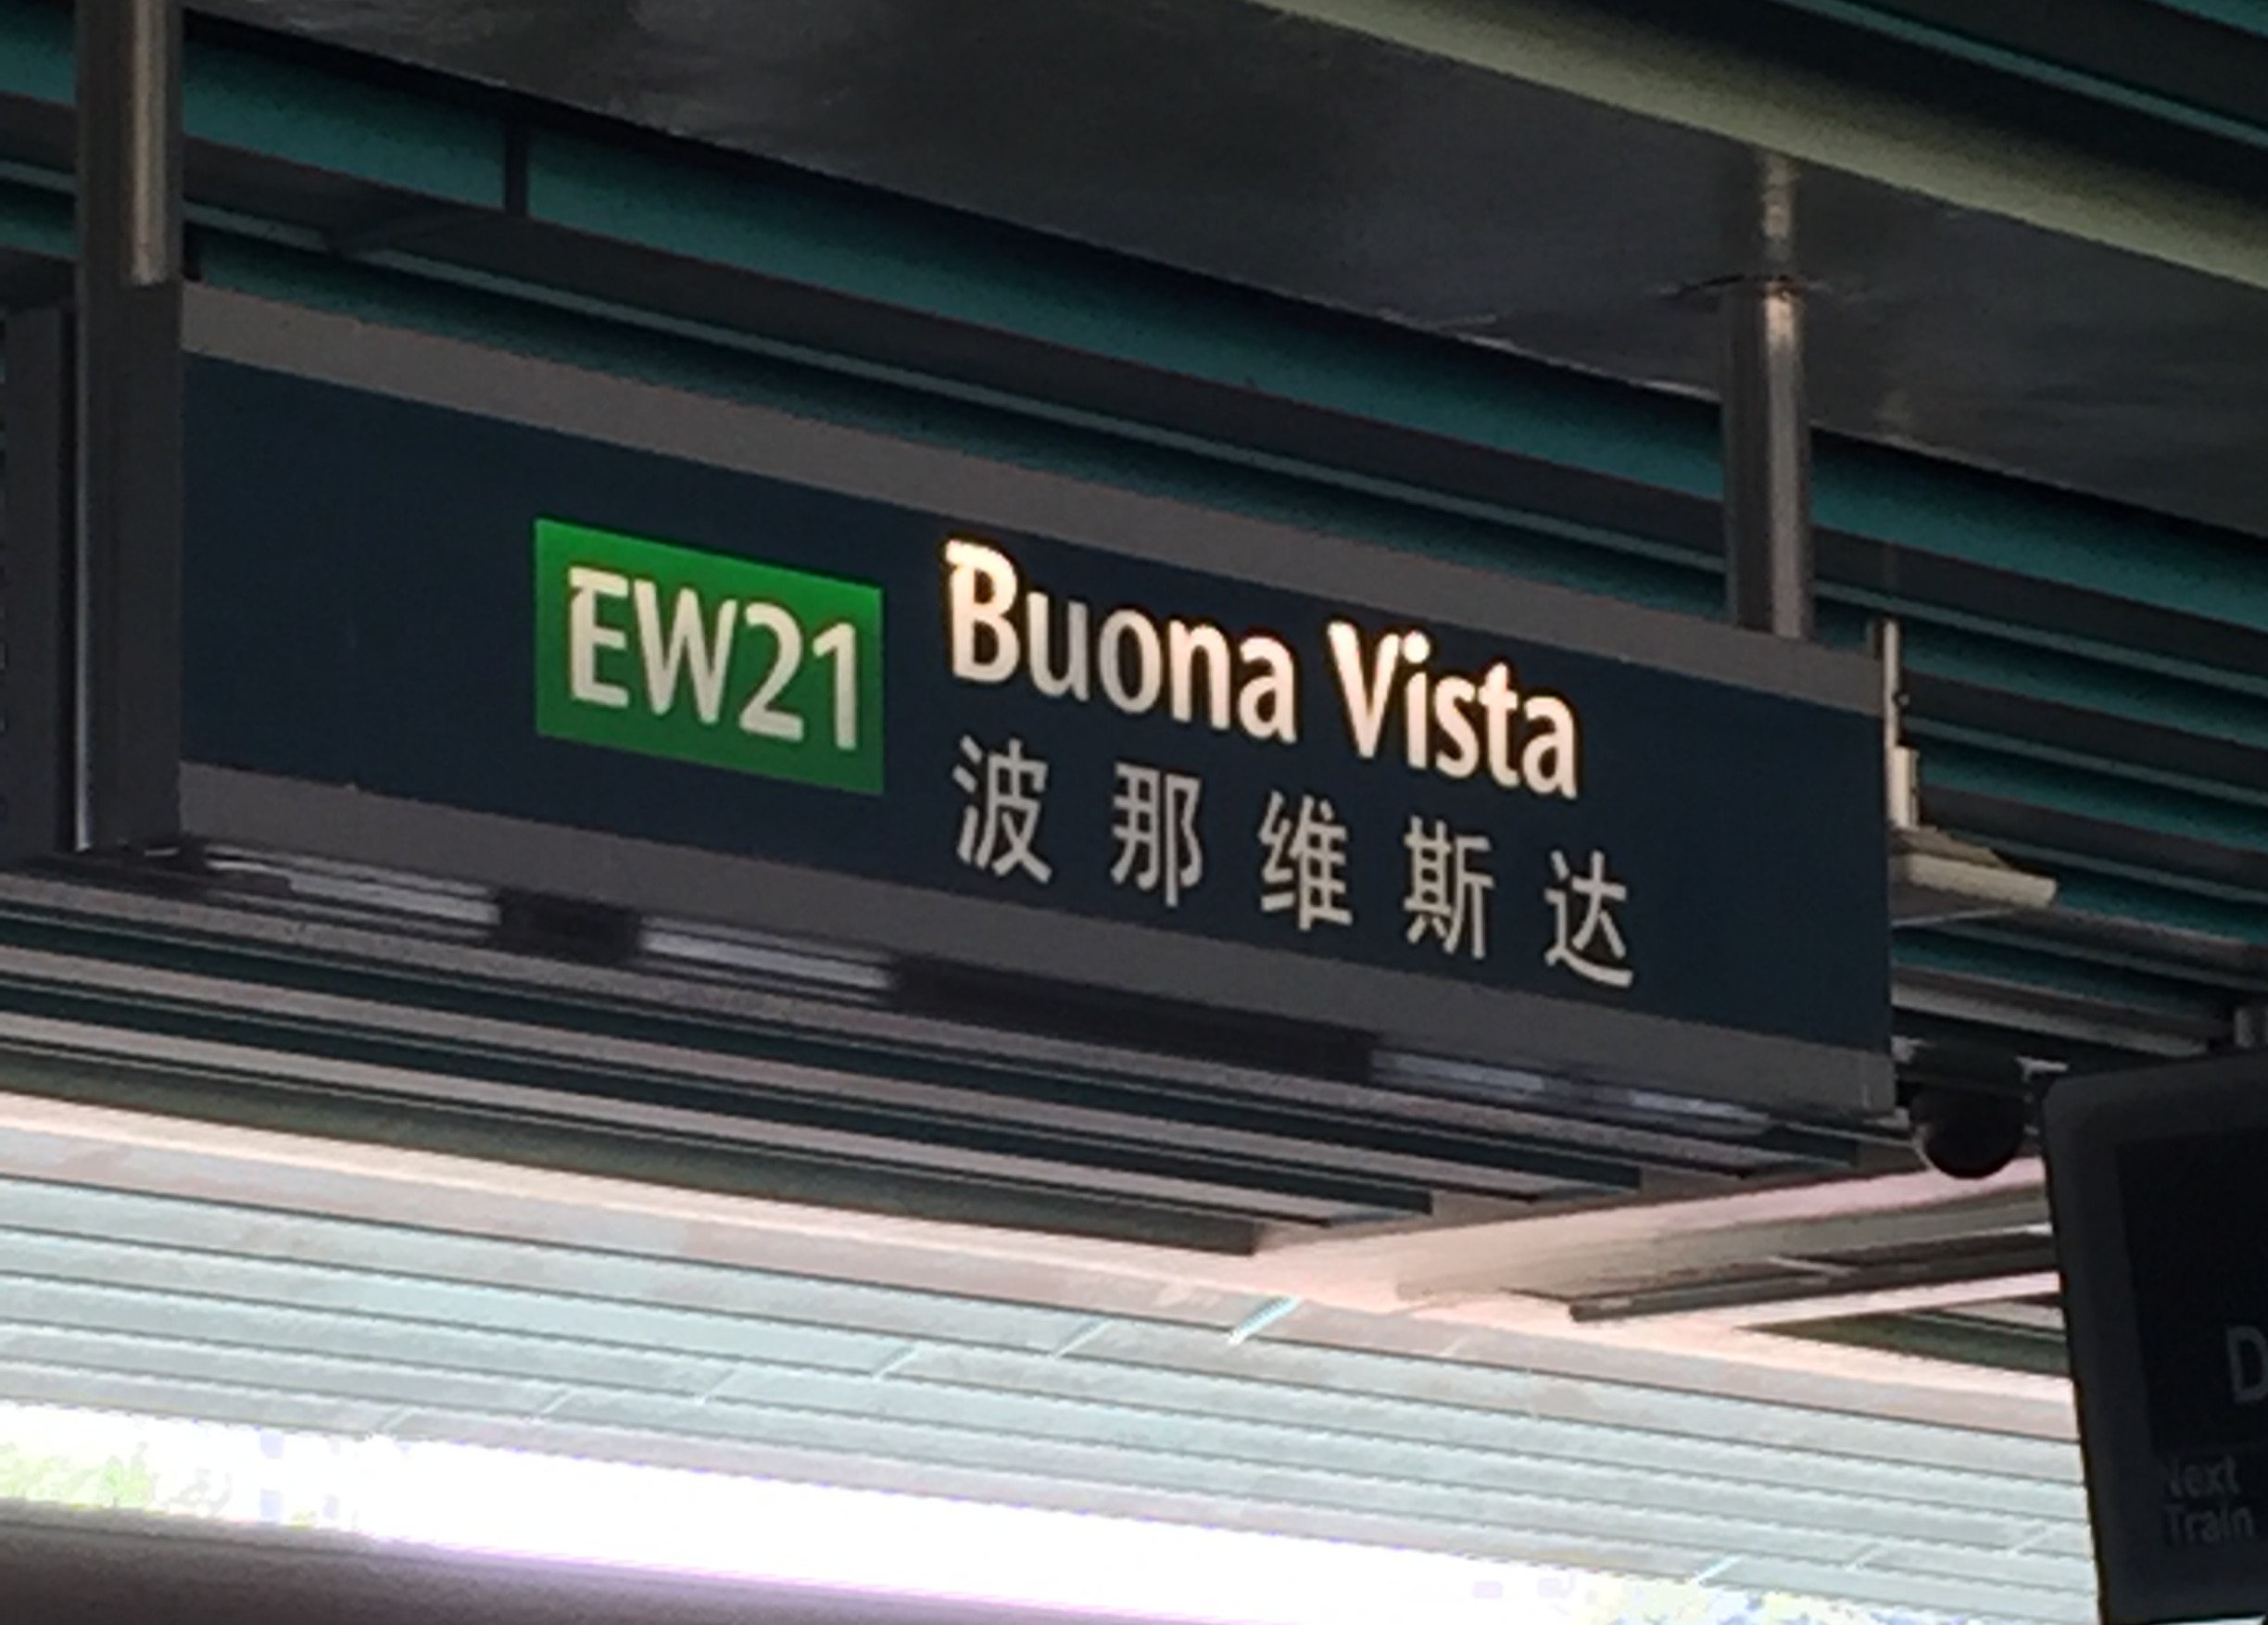 EW21
Buona Vista
波那维斯达
Next
Train